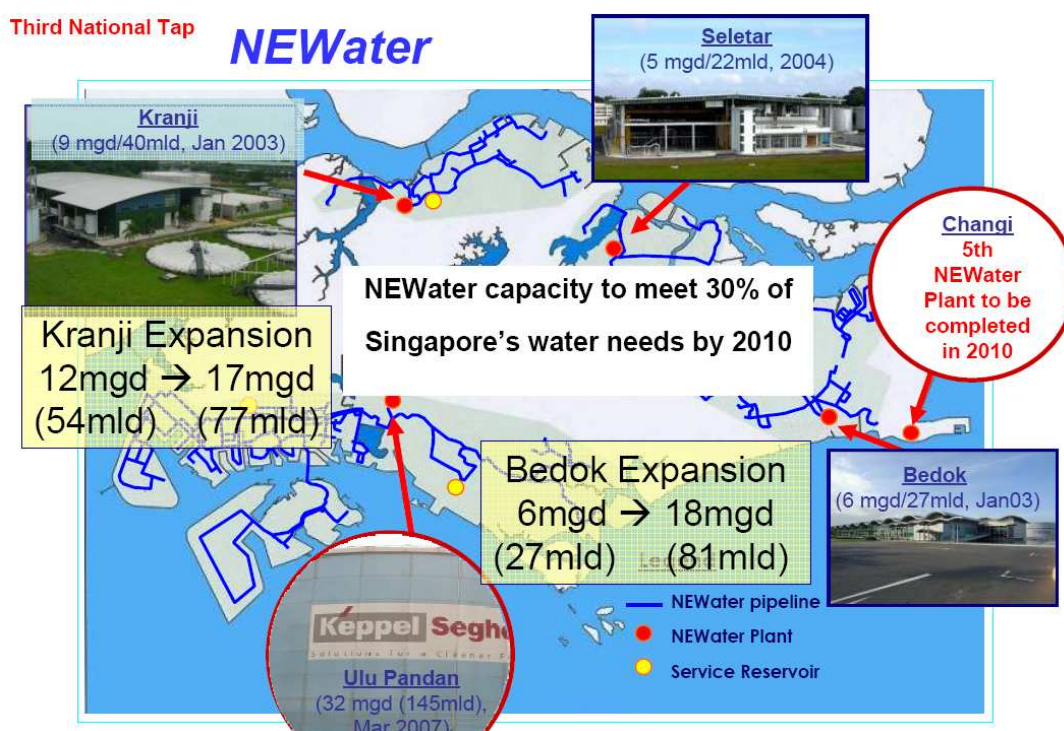 Third National Tap
NEWater
Seletar
(5 mgd/22mld, 2004)
Kranji
(9 mgd/40mld, Jan 2003)
Changi
5th
NEWater
Plant to be
completed
in 2010
NEWater capacity to meet 30% of
Singapore's water needs by 2010
Kranji Expansion
12mgd → 17mgd
(54mld) (77mld)
Bedok Expansion
6mgd → 18mgd
(27mld) (81mld)
Bedok
(6 mgd/27mld, Jan03)
NEWater pipeline
NEWater Plant
Service Reservoir
Keppel Seghe
Ulu Pandan
(32 mgd (145mld),
Mar 2007)